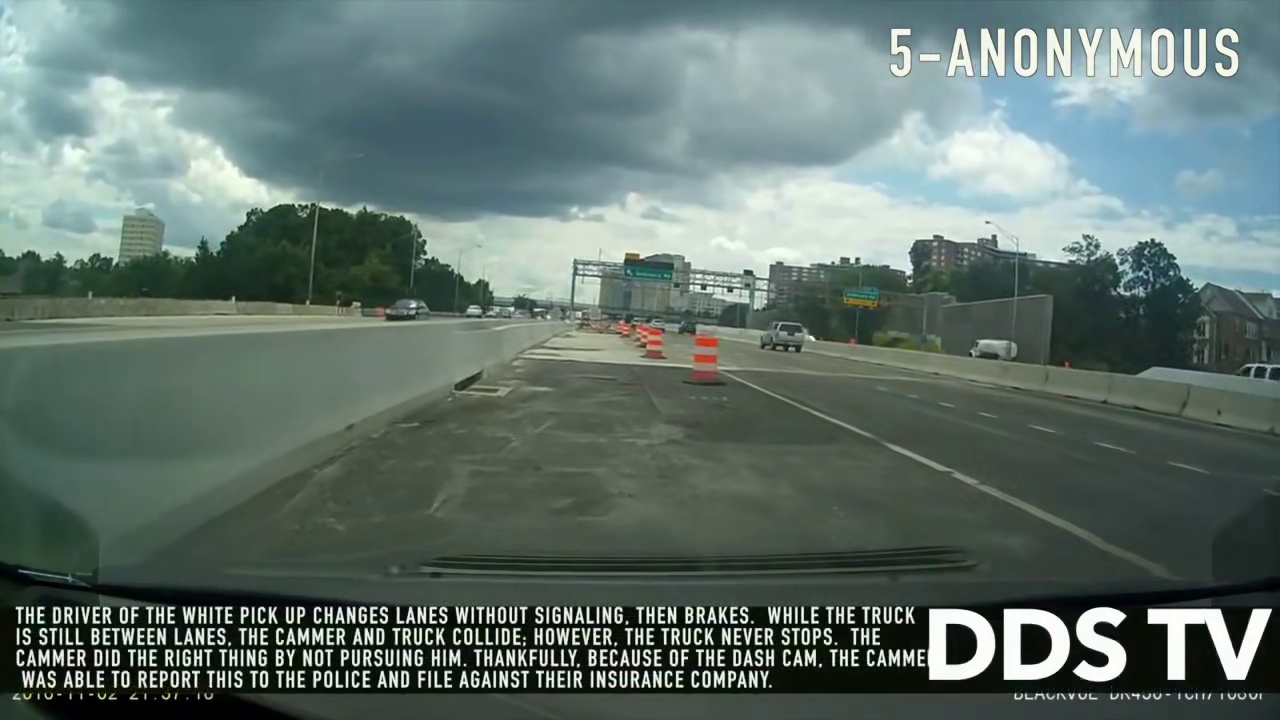 5-ANONYMOUS
THE DRIVER OF THE WHITE PICK UP CHANGES LANES WITHOUT SIGNALING, THEN BRAKES. WHILE THE TRUCK
IS STILL BETWEEN LANES, THE CAMMER AND TRUCK COLLIDE; HOWEVER, THE TRUCK NEVER STOPS. THE
CAMMER DID THE RIGHT THING BY NOT PURSUING HIM. THANKFULLY, BECAUSE OF THE DASH CAM, THE CAMME
WAS ABLE TO REPORT THIS TO THE POLICE AND FILE AGAINST THEIR INSURANCE COMPANY.
DDS TV